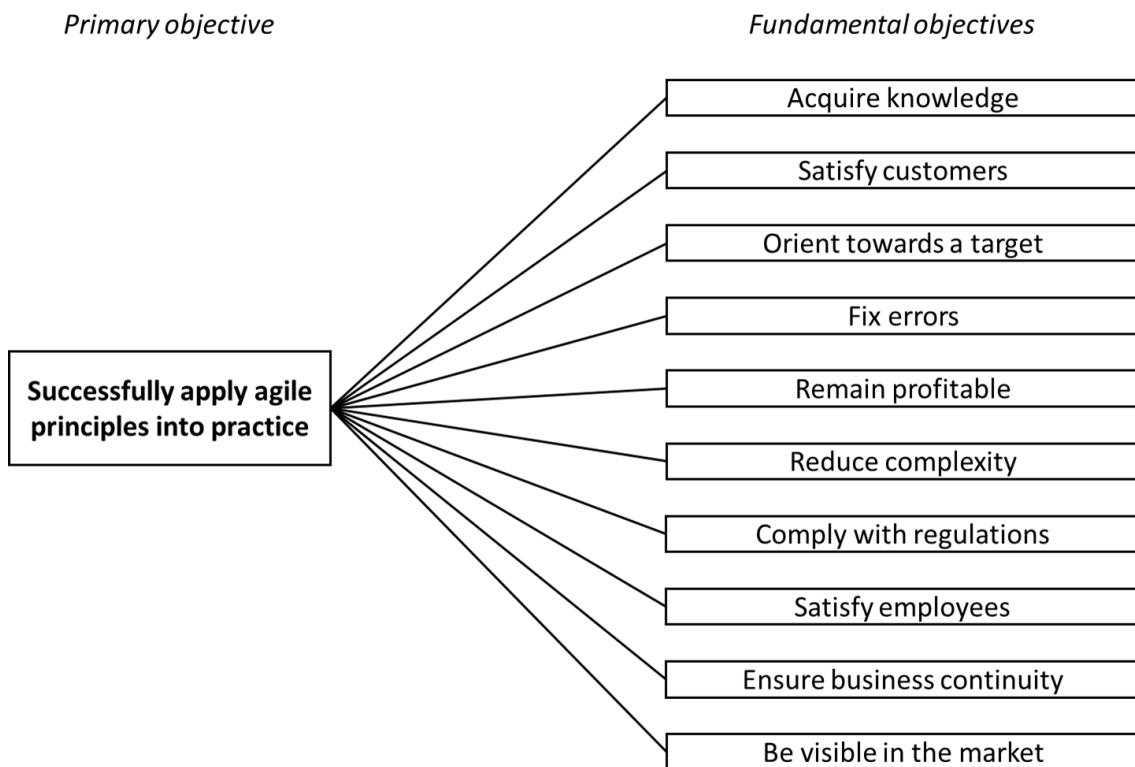 Primary objective
Fundamental objectives
Acquire knowledge
Satisfy customers
Orient towards a target
Fix errors
Successfully apply agile
principles into practice
Remain profitable
Reduce complexity
Comply with regulations
Satisfy employees
Ensure business continuity
Be visible in the market